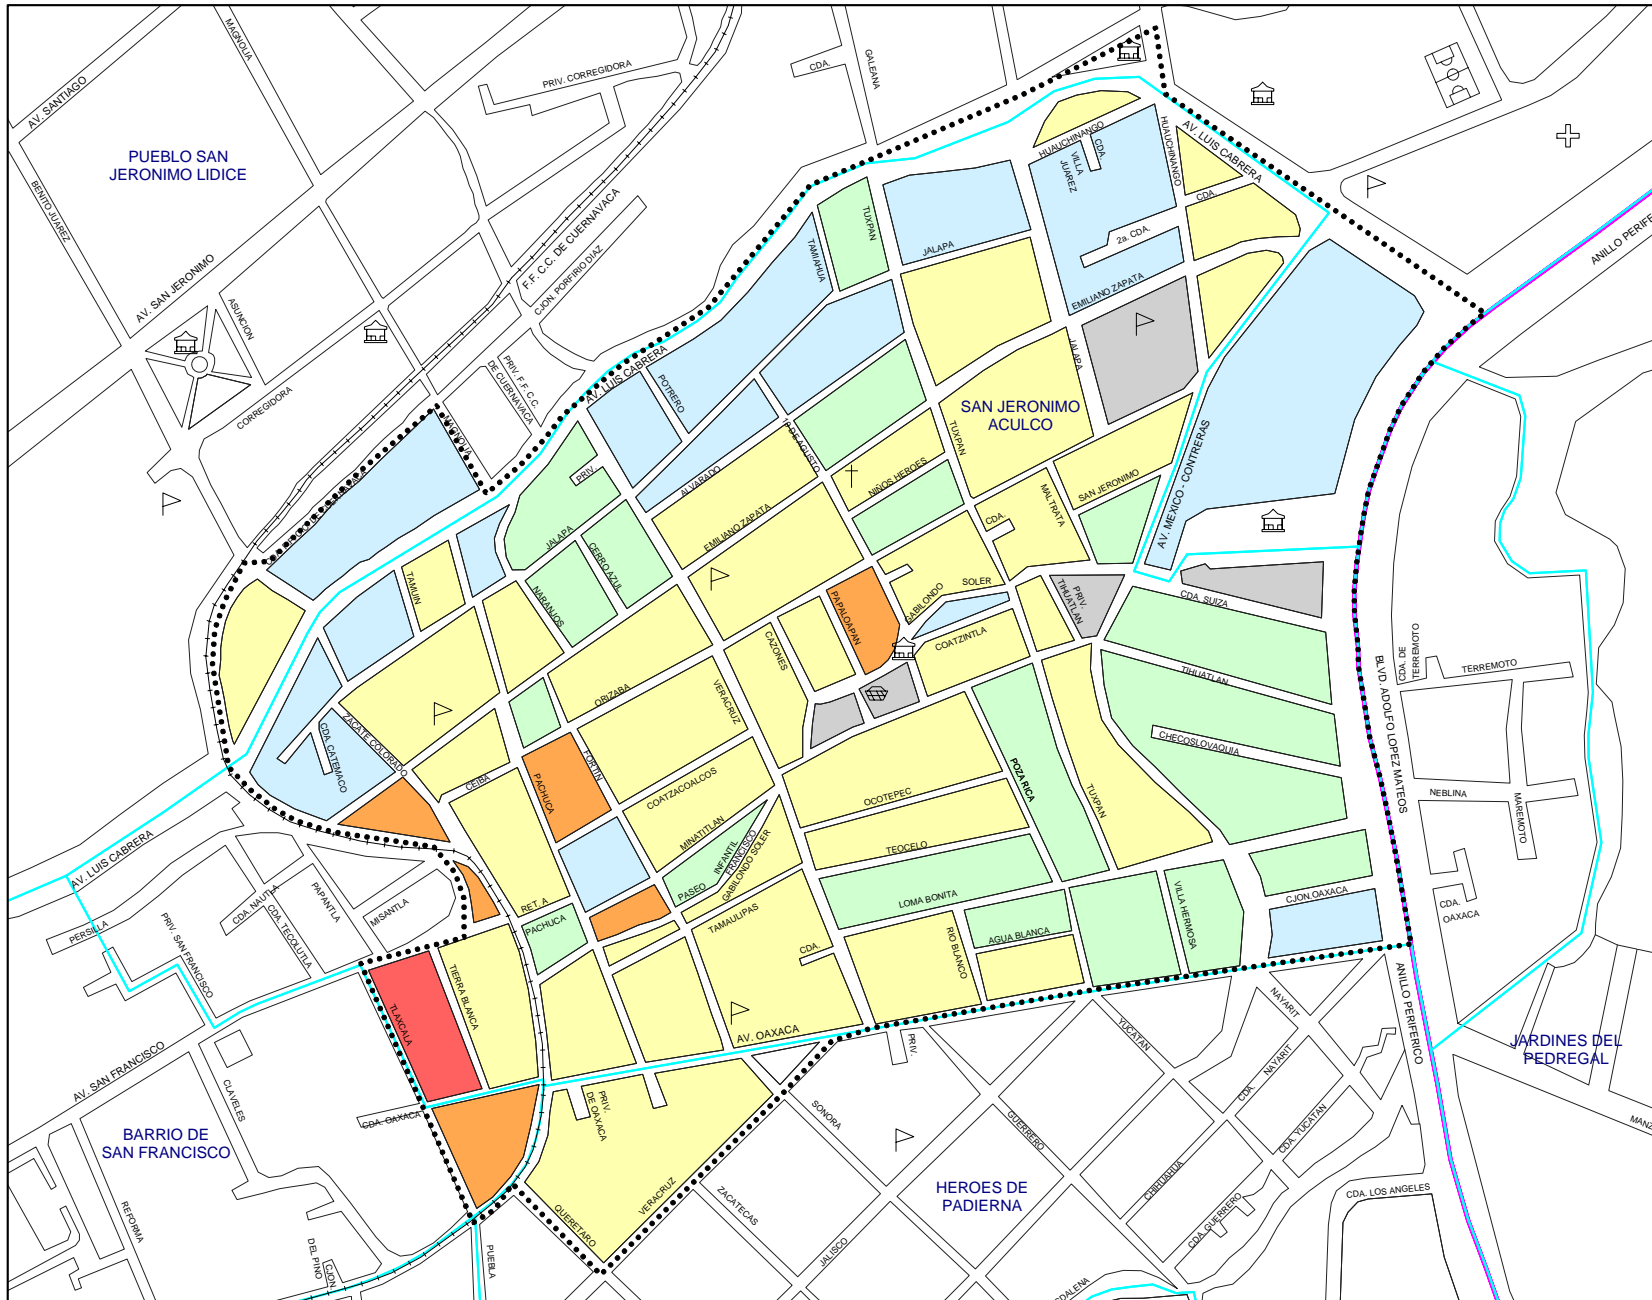 MAGNOLIA
AV. SANTIAGO
PRIV. CORREGIDORA
CDA.
GALEANA
PUEBLO SAN
JERONIMO LIDICE
BENITO JUAREZ
AV. SAN JERONIMO
ASUNCION
CORREGIDORA
F.F. C.C. DE CUERNAVACA
CJON. PORFIRIO DIAZ
PRIV. F.F. C.C.
DE CUERNAVACA
MAGNOLIA
HUAUCHINANGO
CDA.
VILLA
JUAREZ
HUAUCHINANGO
AV. LUIS CABRERA
CDA.
2a. CDA.
EMILIANO ZAPATA
ANILLO PERIFE
TUXPAN
TAMIAHUA
JALAPA
JALAPA
AV. LUIS CABRERA
POTRERO
ALVARADO
SAN JERONIMO
ACULCO
TUXPAN
NIÑOS HEROES
EMILIANO ZAPATA
PRIV.
JALAPA
CERRO AZUL
NARANJOS
TAMUIN
CDA.
MALTRATA
SAN JERONIMO
AV. MEXICO - CONTRERAS
GABILONDO
SOLER
PAPALOAPAN
COATZINTLA
PRIV.
TIHUATLAN
CDA. SUIZA
TIHUATLAN
CHECOSLOVAQUIA
CAZONES
VERACRUZ
ORIZABA
ZACATE COLORADO
CDA. CATEMACO
CEIBA
FORTIN
PACHUCA
COATZACOALCOS
MINATITLAN
OCOTEPEC
TEOCELO
POZA RICA
TUXPAN
LOMA BONITA
PASEO
INFANTIL
FRANCISCO
GABILONDO SOLER
TAMAULIPAS
RET. A
PACHUCA
CDA.
RIO BLANCO
AGUA BLANCA
VILLA HERMOSA
CJON. OAXACA
CDA. DE
TERREMOTO
TERREMOTO
NEBLINA
MAREMOTO
BLVD. ADOLFO LOPEZ MATEOS
CDA.
OAXACA
AV. LUIS CABRERA
PERSILLA
CDA. NAUTLA
CDA. TECOLUTLA
PAPANTLA
MISANTLA
PRIV. SAN FRANCISCO
TLAXCALA
TIERRA BLANCA
AV. SAN FRANCISCO
CLAVELES
CDA. OAXACA
AV. OAXACA
PRIV.
DE OAXACA
PRIV.
YUCATAN
NAYARIT
ANILLO PERIFERICO
JARDINES DEL
PEDREGAL
MANZ
BARRIO DE
SAN FRANCISCO
REFORMA
DEL PINO
CJON.
PUEBLA
QUERETARO
VERACRUZ
SONORA
ZACATECAS
JALISCO
GUERRERO
HEROES DE
PADIERNA
CDA.
NAYARIT
CDA. YUCATAN
CHIHUAHUA
CDA. GUERRERO
CDA. LOS ANGELES